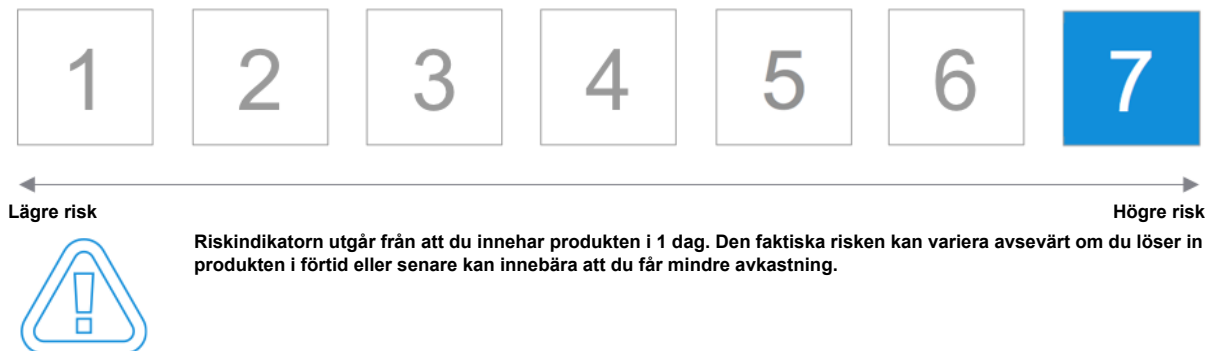 1 2 3 4 5 6 7
Lägre risk Högre risk
Riskindikatorn utgår från att du innehar produkten i 1 dag. Den faktiska risken kan variera avsevärt om du löser in
produkten i förtid eller senare kan innebära att du får mindre avkastning.